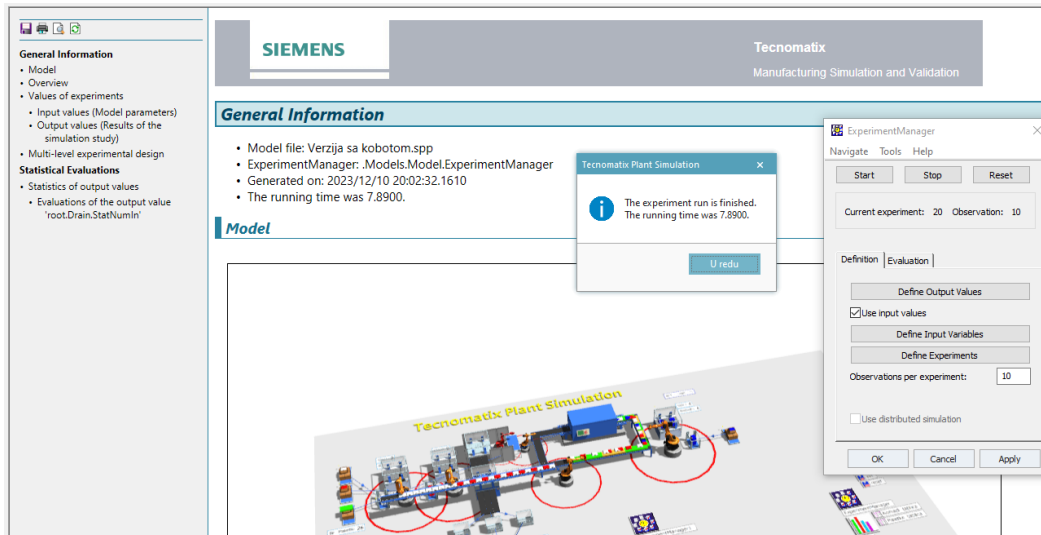 General Information
• Model
• Overview
• Values of experiments
• Input values (Model parameters)
• Output values (Results of the
simulation study)
• Multi-level experimental design
Statistical Evaluations
• Statistics of output values
• Evaluations of the output value
'root.Drain.StatNumIn'
SIEMENS
Tecnomatix
Manufacturing Simulation and Validation
General Information
• Model file: Verzija sa kobotom.spp
• ExperimentManager: .Models.Model.ExperimentManager
• Generated on: 2023/12/10 20:02:32.1610
• The running time was 7.8900.
Model
Tecnomatix Plant Simulation
Tecnomatix Plant Simulation
The experiment run is finished.
The running time was 7.8900.
U redu
ExperimentManager
Navigate Tools Help
Start Stop Reset
Current experiment: 20 Observation: 10
Definition Evaluation
Define Output Values
Use input values
Define Input Variables
Define Experiments
Observations per experiment: 10
Use distributed simulation
OK Cancel Apply